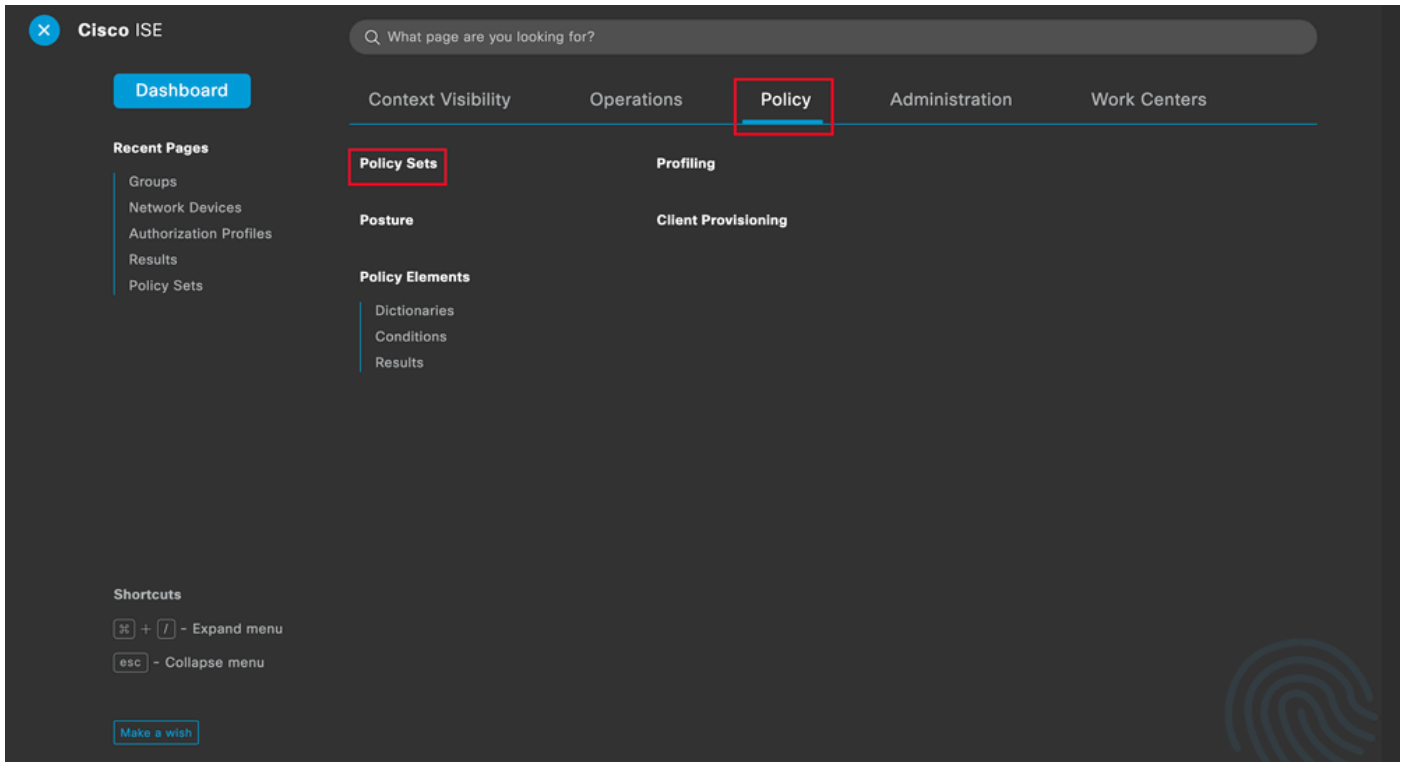 Cisco ISE
What page are you looking for?
Dashboard
Context Visibility
Operations
Policy
Administration
Work Centers
Recent Pages
Groups
Network Devices
Authorization Profiles
Results
Policy Sets
Policy Sets
Profiling
Posture
Client Provisioning
Policy Elements
Dictionaries
Conditions
Results
Shortcuts
⌘ + / - Expand menu
esc - Collapse menu
Make a wish